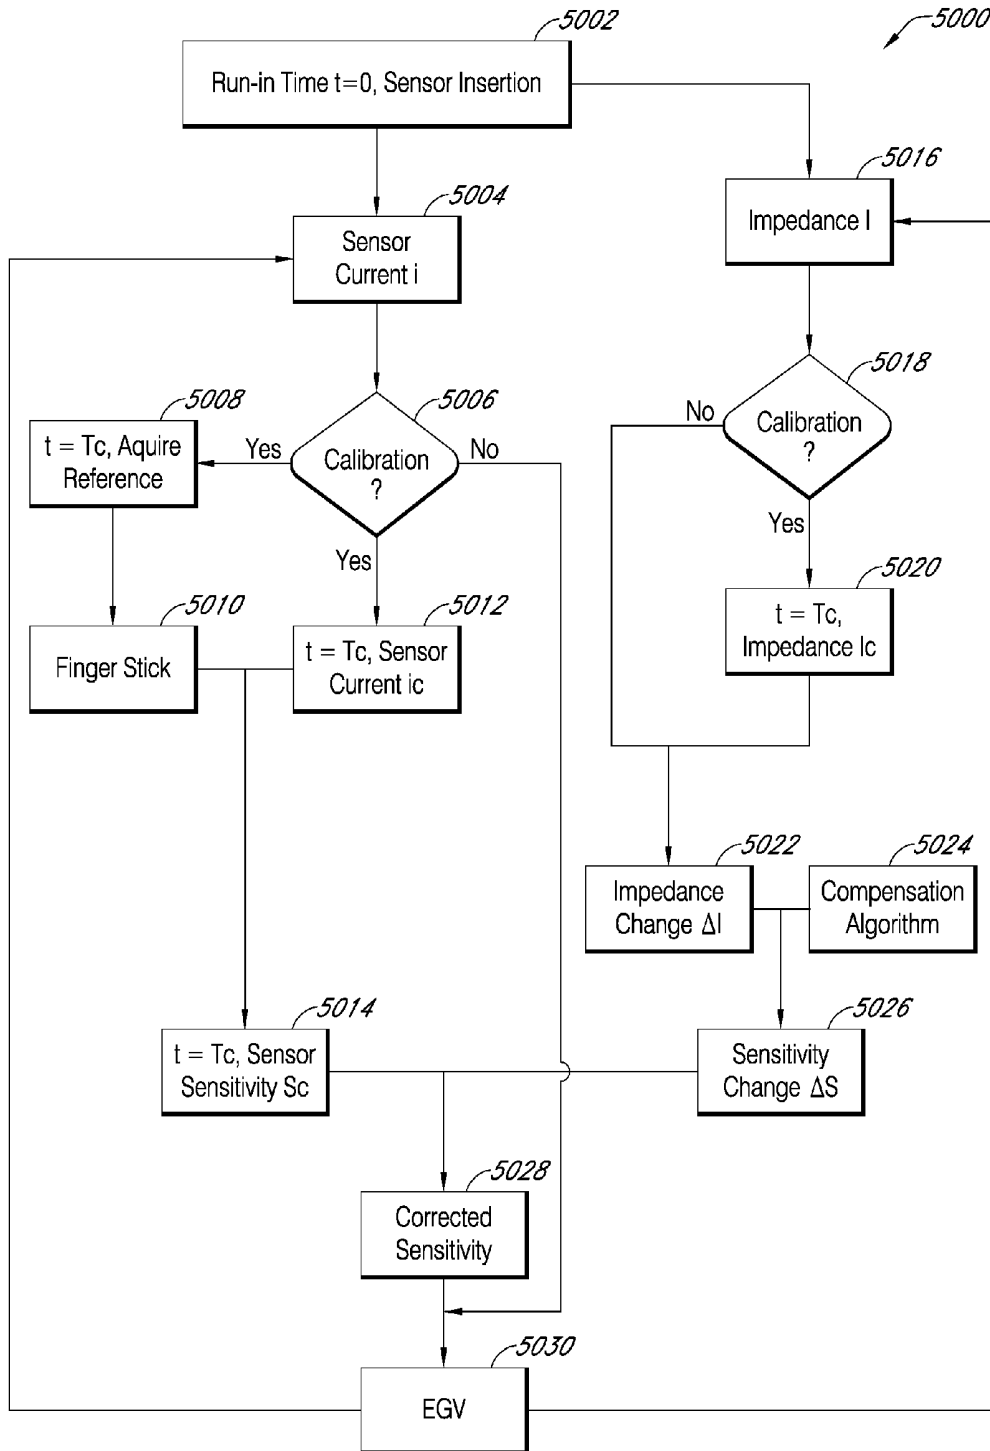 5000
5002
Run-in Time t=0, Sensor Insertion
5016
Impedance I
5004
Sensor
Current i
5018
Calibration
?
No
Yes
5006
Calibration
?
Yes
No
Yes
5008
t = Tc, Aquire
Reference
5020
t = Tc,
Impedance Ic
5010
Finger Stick
5012
t = Tc, Sensor
Current ic
5022
Impedance
Change ΔI
5024
Compensation
Algorithm
5014
t = Tc, Sensor
Sensitivity Sc
5026
Sensitivity
Change ΔS
5028
Corrected
Sensitivity
5030
EGV